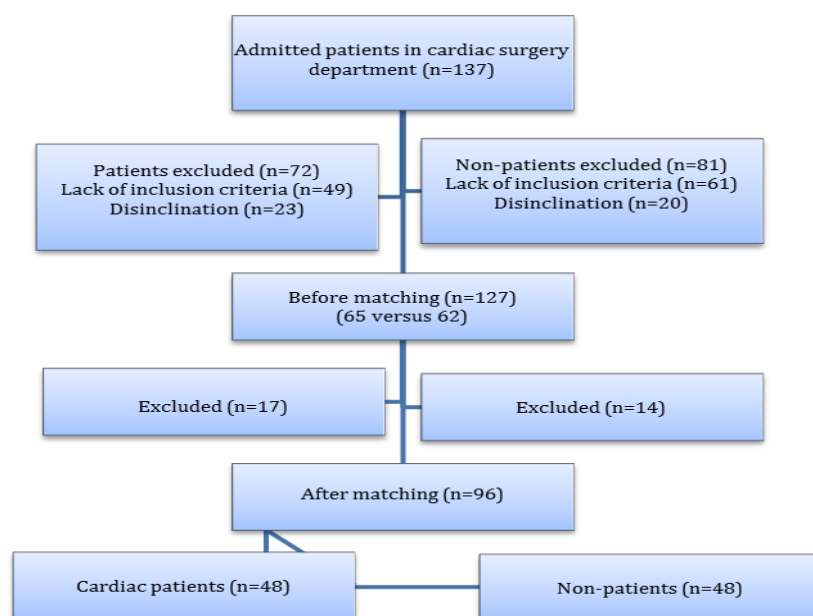 Admitted patients in cardiac surgery
department (n=137)
Patients excluded (n=72)
Lack of inclusion criteria (n=49)
Disinclination (n=23)
Non-patients excluded (n=81)
Lack of inclusion criteria (n=61)
Disinclination (n=20)
Before matching (n=127)
(65 versus 62)
Excluded (n=17)
Excluded (n=14)
After matching (n=96)
Cardiac patients (n=48)
Non-patients (n=48)